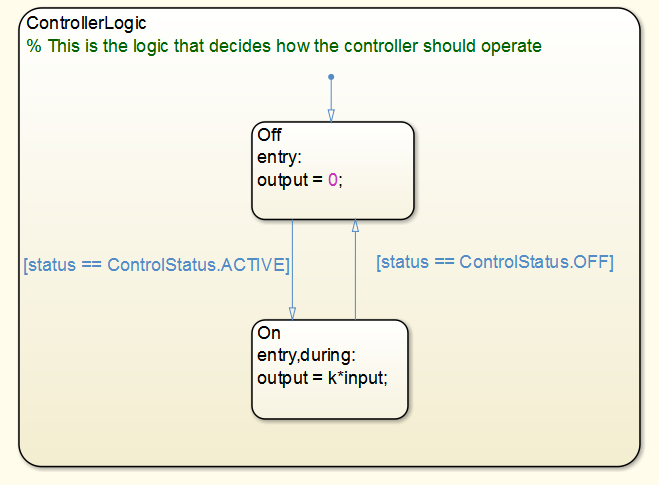 ControllerLogic
% This is the logic that decides how the controller should operate
Off
entry:
output = 0;
[status == ControlStatus.ACTIVE]
[status == ControlStatus.OFF]
On
entry,during:
output = k*input;